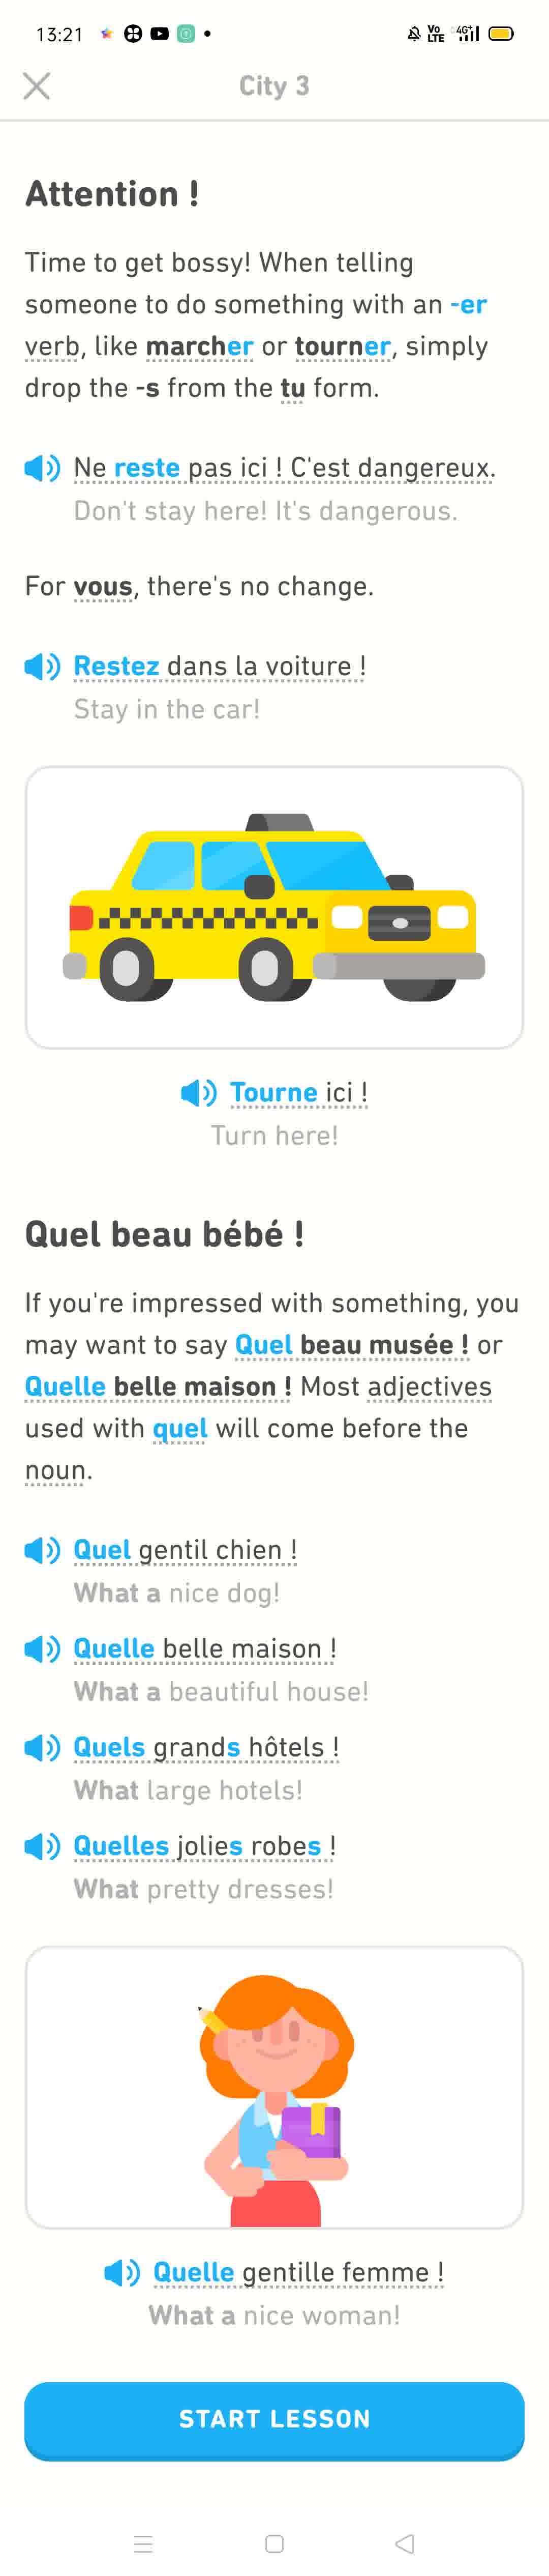 13:21
Vo LTE 4G+
City 3
Attention !
Time to get bossy! When telling
someone to do something with an -er
verb, like marcher or tourner, simply
drop the -s from the tu form.
Ne reste pas ici ! C'est dangereux.
Don't stay here! It's dangerous.
For vous, there's no change.
Restez dans la voiture !
Stay in the car!
Tourne ici !
Turn here!
Quel beau bébé !
If you're impressed with something, you
may want to say Quel beau musée ! or
Quelle belle maison ! Most adjectives
used with quel will come before the
noun.
Quel gentil chien !
What a nice dog!
Quelle belle maison !
What a beautiful house!
Quels grands hôtels !
What large hotels!
Quelles jolies robes !
What pretty dresses!
Quelle gentille femme !
What a nice woman!
START LESSON